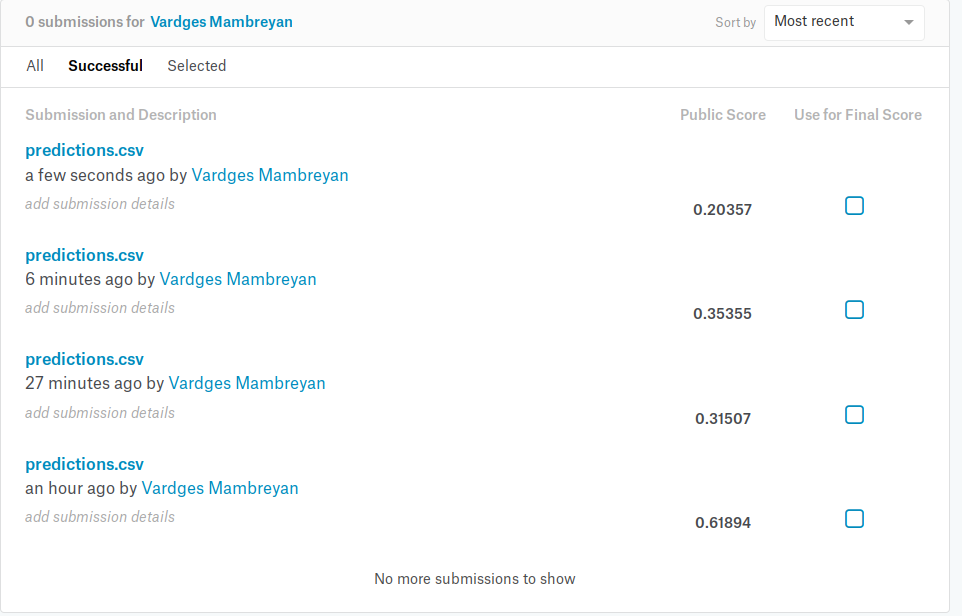 0 submissions for Vardges Mambreyan Sort by Most recent
All Successful Selected
Submission and Description Public Score Use for Final Score
predictions.csv
a few seconds ago by Vardges Mambreyan
add submission details
0.20357
predictions.csv
6 minutes ago by Vardges Mambreyan
add submission details
0.35355
predictions.csv
27 minutes ago by Vardges Mambreyan
add submission details
0.31507
predictions.csv
an hour ago by Vardges Mambreyan
add submission details
0.61894
No more submissions to show